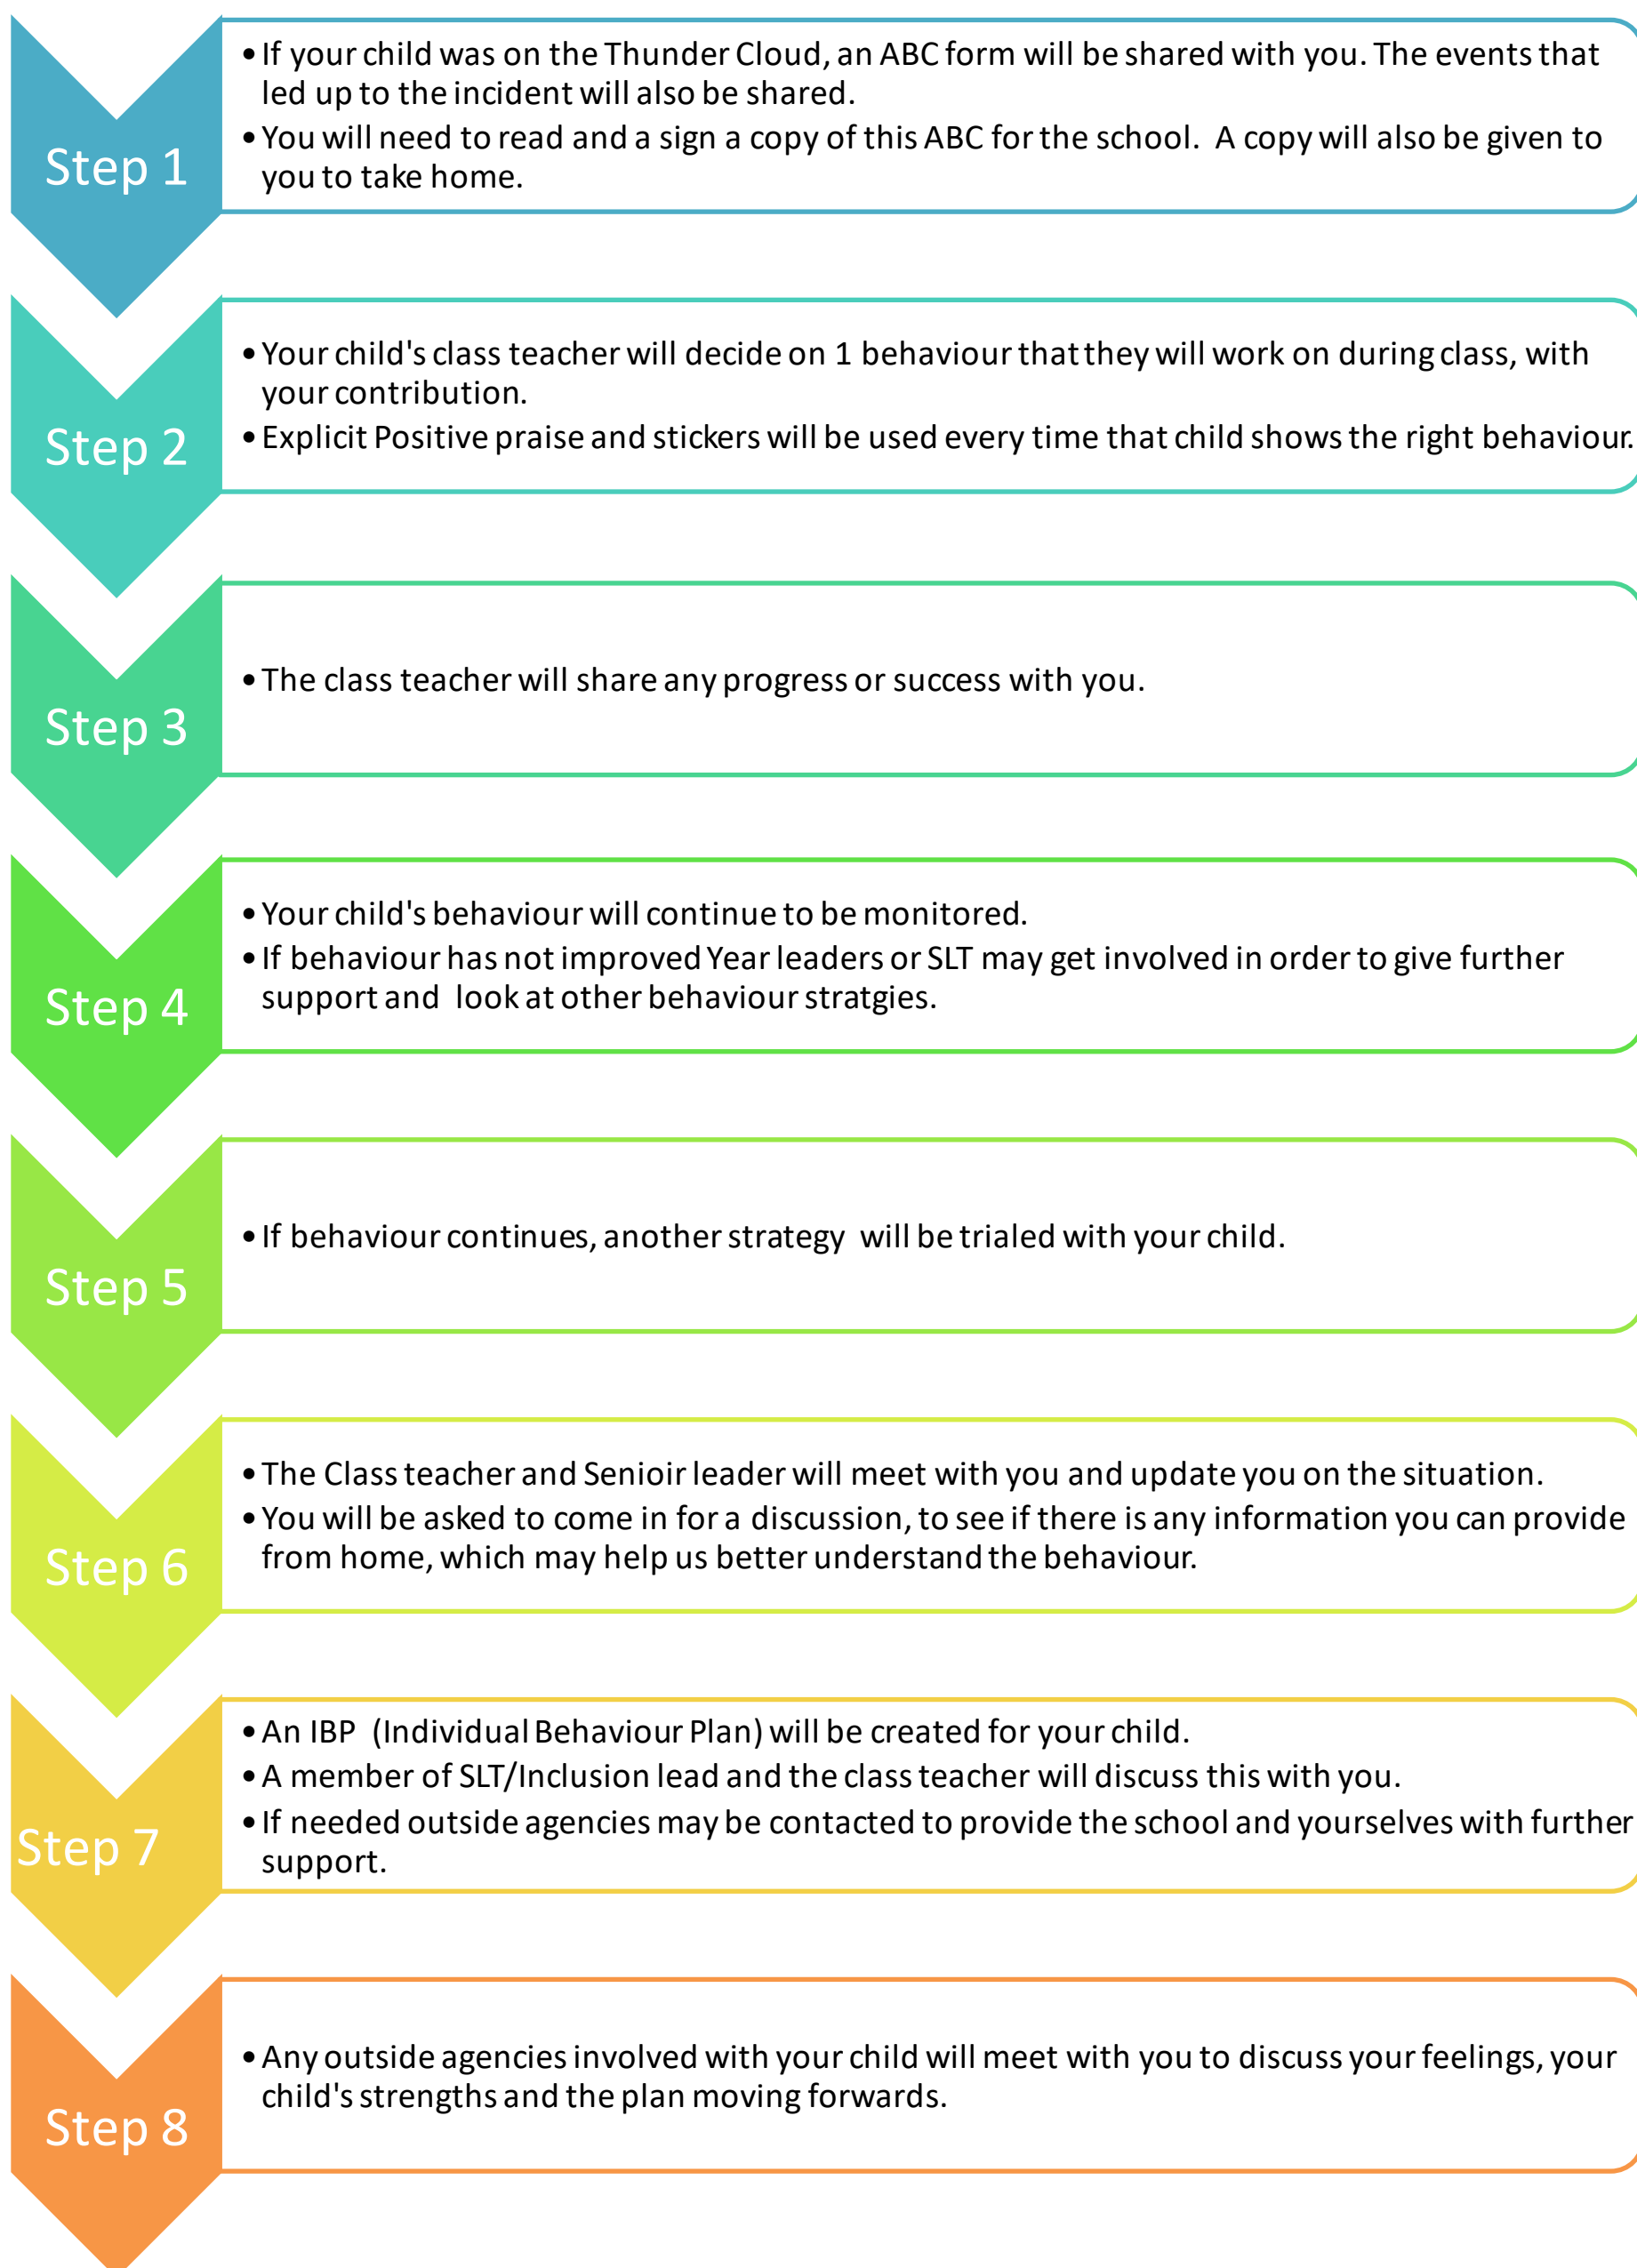 Step 1
• If your child was on the Thunder Cloud, an ABC form will be shared with you. The events that
led up to the incident will also be shared.
• You will need to read and a sign a copy of this ABC for the school.  A copy will also be given to
you to take home.
Step 2
• Your child's class teacher will decide on 1 behaviour that they will work on during class, with
your contribution.
• Explicit Positive praise and stickers will be used every time that child shows the right behaviour.
Step 3
• The class teacher will share any progress or success with you.
Step 4
• Your child's behaviour will continue to be monitored.
• If behaviour has not improved Year leaders or SLT may get involved in order to give further
support and  look at other behaviour stratgies.
Step 5
• If behaviour continues, another strategy  will be trialed with your child.
Step 6
• The Class teacher and Senioir leader will meet with you and update you on the situation.
• You will be asked to come in for a discussion, to see if there is any information you can provide
from home, which may help us better understand the behaviour.
Step 7
• An IBP  (Individual Behaviour Plan) will be created for your child.
• A member of SLT/Inclusion lead and the class teacher will discuss this with you.
• If needed outside agencies may be contacted to provide the school and yourselves with further
support.
Step 8
• Any outside agencies involved with your child will meet with you to discuss your feelings, your
child's strengths and the plan moving forwards.